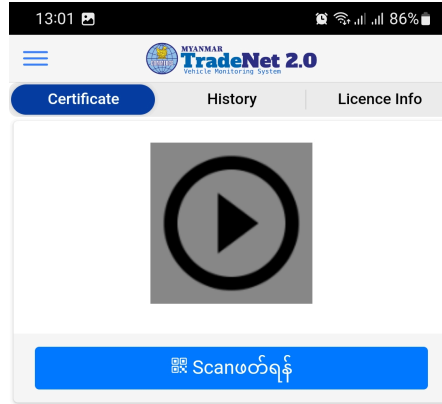 13:01 86%
MYANMAR
TradeNet 2.0
Vehicle Monitoring System
Certificate History Licence Info
Scanဖတ်ရန်